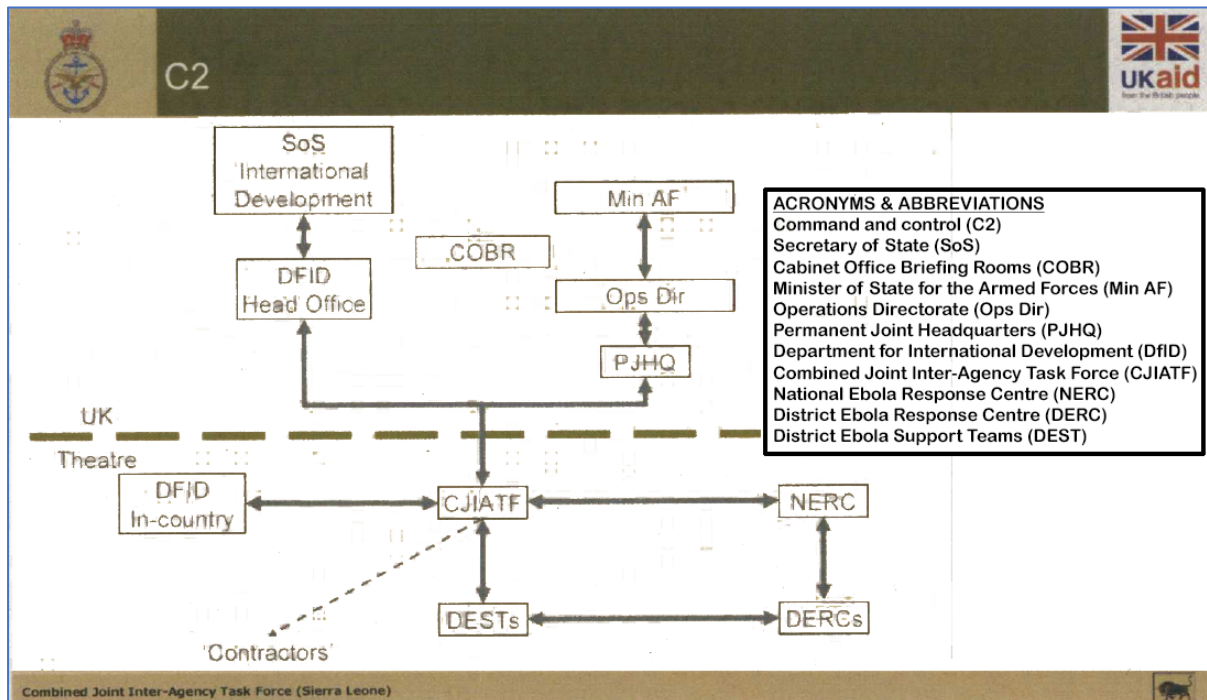 C2
UKaid
from the British people
SoS
'International
Development
Min AF
COBR
DFID
Head Office
Ops Dir
PJHQ
ACRONYMS & ABBREVIATIONS
Command and control (C2)
Secretary of State (SoS)
Cabinet Office Briefing Rooms (COBR)
Minister of State for the Armed Forces (Min AF)
Operations Directorate (Ops Dir)
Permanent Joint Headquarters (PJHQ)
Department for International Development (DfID)
Combined Joint Inter-Agency Task Force (CJIATF)
National Ebola Response Centre (NERC)
District Ebola Response Centre (DERC)
District Ebola Support Teams (DEST)
UK
Theatre
DFID
In-country
CJIATF
NERC
DESTs
DERCs
'Contractors'
Combined Joint Inter-Agency Task Force (Sierra Leone)